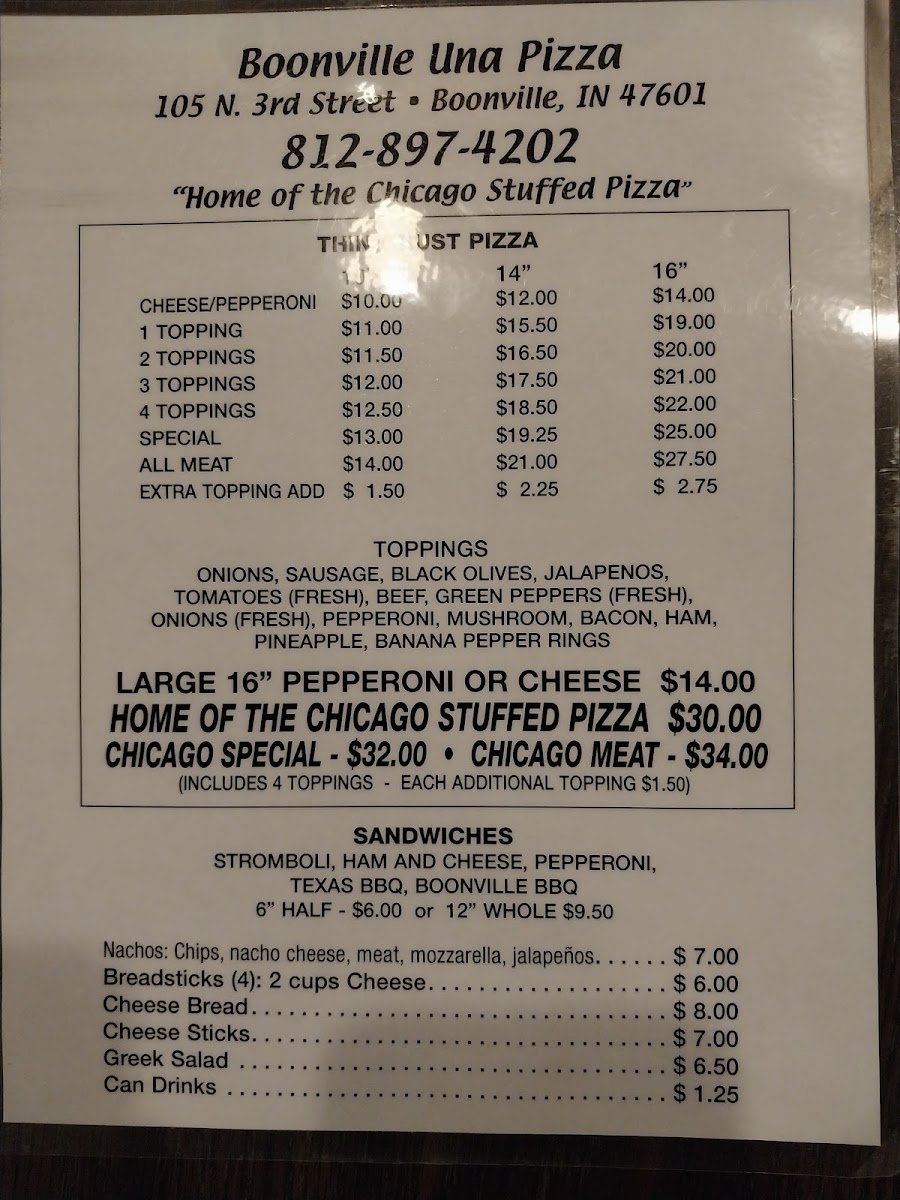 Boonville Una Pizza
105 N. 3rd Street • Boonville, IN 47601
812-897-4202
“Home of the Chicago Stuffed Pizza”
PIZZA
14” 16”
CHEESE/PEPPERONI $10.00 $12.00 $14.00
1 TOPPING $11.00 $15.50 $19.00
2 TOPPINGS $11.50 $16.50 $20.00
3 TOPPINGS $12.00 $17.50 $21.00
4 TOPPINGS $12.50 $18.50 $22.00
SPECIAL $13.00 $19.25 $25.00
ALL MEAT $14.00 $21.00 $27.50
EXTRA TOPPING ADD $ 1.50 $ 2.25 $ 2.75
TOPPINGS
ONIONS, SAUSAGE, BLACK OLIVES, JALAPENOS,
TOMATOES (FRESH), BEEF, GREEN PEPPERS (FRESH),
ONIONS (FRESH), PEPPERONI, MUSHROOM, BACON, HAM,
PINEAPPLE, BANANA PEPPER RINGS
LARGE 16” PEPPERONI OR CHEESE $14.00
HOME OF THE CHICAGO STUFFED PIZZA $30.00
CHICAGO SPECIAL - $32.00 • CHICAGO MEAT - $34.00
(INCLUDES 4 TOPPINGS - EACH ADDITIONAL TOPPING $1.50)
SANDWICHES
STROMBOLI, HAM AND CHEESE, PEPPERONI,
TEXAS BBQ, BOONVILLE BBQ
6” HALF - $6.00 or 12” WHOLE $9.50
Nachos: Chips, nacho cheese, meat, mozzarella, jalapeños...... $ 7.00
Breadsticks (4): 2 cups Cheese.................... $ 6.00
Cheese Bread.................................. $ 8.00
Cheese Sticks.................................. $ 7.00
Greek Salad ................................... $ 6.50
Can Drinks .................................... $ 1.25